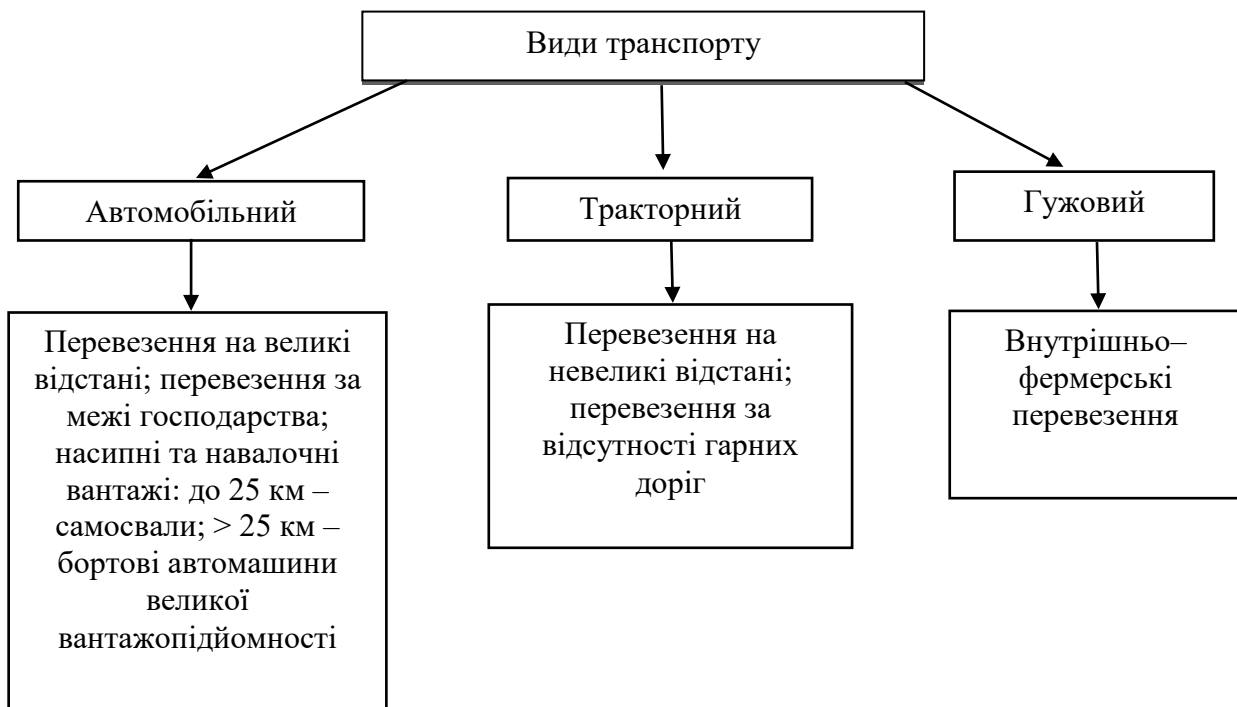 Види транспорту
Автомобільний
Тракторний
Гужовий
Перевезення на великі
відстані; перевезення за
межі господарства;
насипні та навалочні
вантажі: до 25 км –
самосвали; > 25 км –
бортові автомашини
великої
вантажопідйомності
Перевезення на
невеликі відстані;
перевезення за
відсутності гарних
доріг
Внутрішньо–
фермерські
перевезення